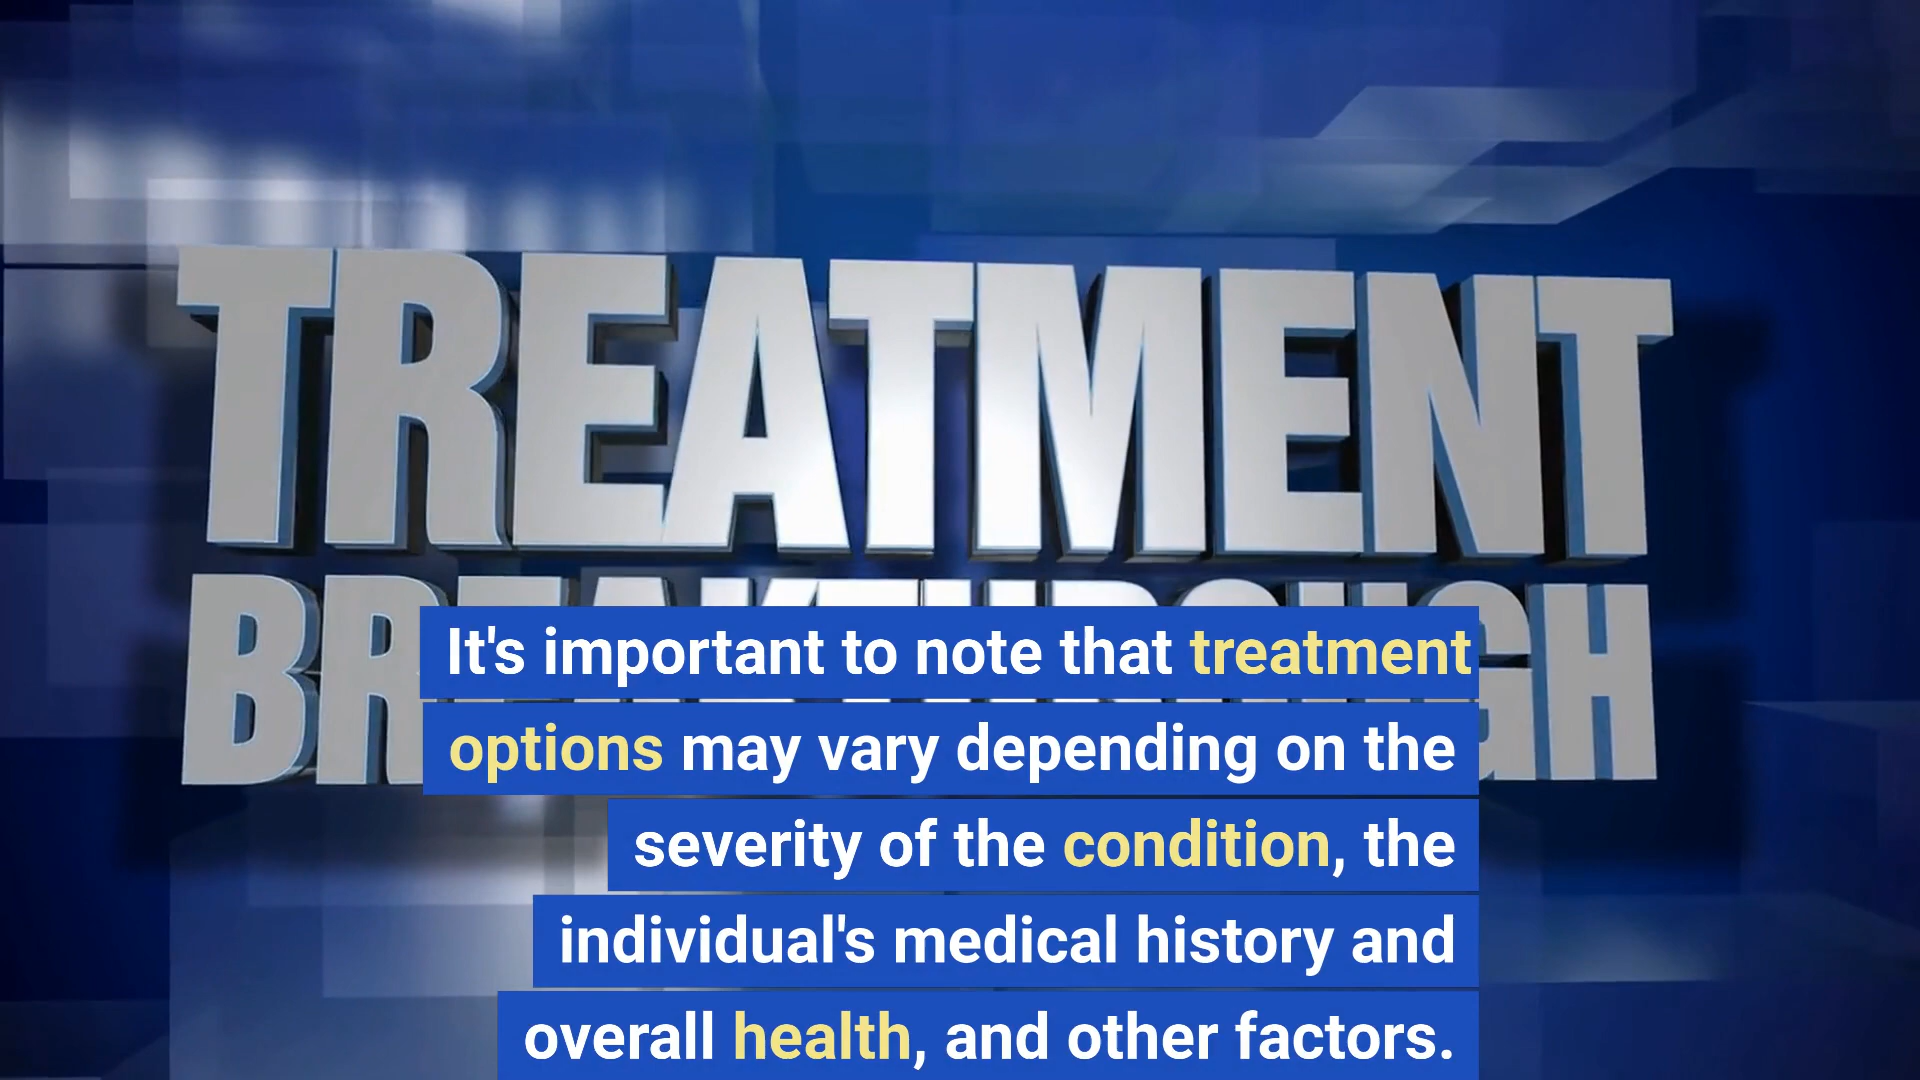 TREATMENT
BREAKTHROUGH
It's important to note that treatment
options may vary depending on the
severity of the condition, the
individual's medical history and
overall health, and other factors.